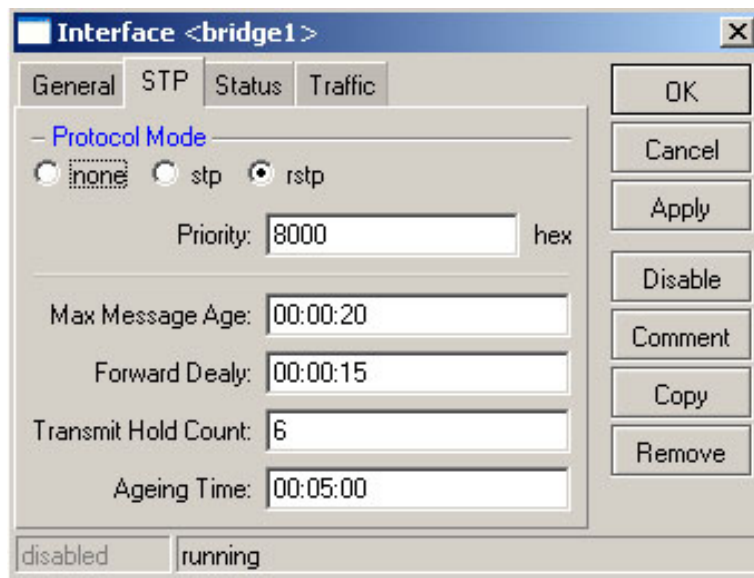 Interface <bridge1>
General STP Status Traffic
Protocol Mode
none stp rstp
Priority: 8000 hex
Max Message Age: 00:00:20
Forward Dealy: 00:00:15
Transmit Hold Count: 6
Ageing Time: 00:05:00
OK
Cancel
Apply
Disable
Comment
Copy
Remove
disabled running